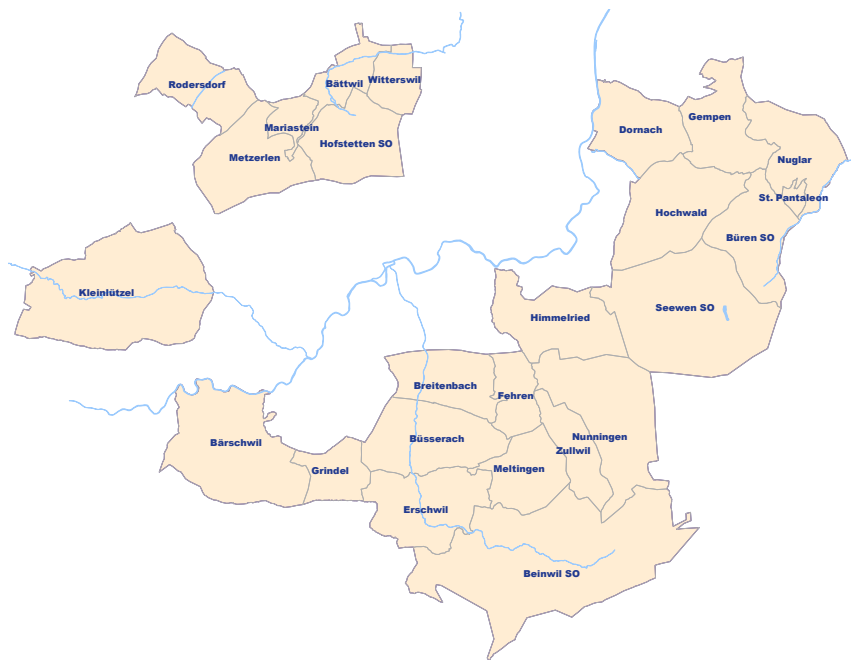 Rodersdorf
Bättwil
Witterswil
Mariastein
Hofstetten SO
Metzerlen
Dornach
Gempen
Nuglar
St. Pantaleon
Hochwald
Büren SO
Kleinlützel
Seewen SO
Himmelried
Breitenbach
Fehren
Bärschwil
Büsserach
Nunningen
Zullwil
Grindel
Meltingen
Erschwil
Beinwil SO